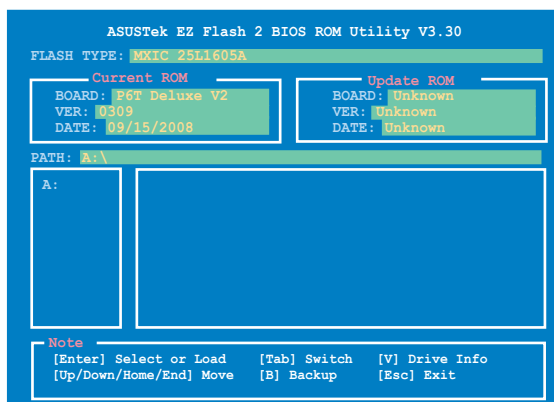 ASUSTek EZ Flash 2 BIOS ROM Utility V3.30
FLASH TYPE: MXIC 25L1605A
Current ROM
BOARD: P6T Deluxe V2
VER: 0309
DATE: 09/15/2008
Update ROM
BOARD: Unknown
VER: Unknown
DATE: Unknown
PATH: A:\
A:
Note
[Enter] Select or Load [Tab] Switch [V] Drive Info
[Up/Down/Home/End] Move [B] Backup [Esc] Exit